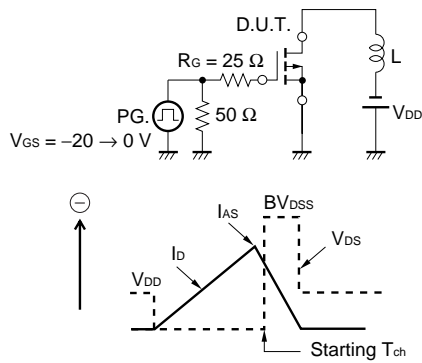 D.U.T.
RG = 25 Ω
L
PG.
50 Ω
VDD
VGS = −20 → 0 V
−
IAS
BVDSS
ID
VDS
VDD
Starting Tch